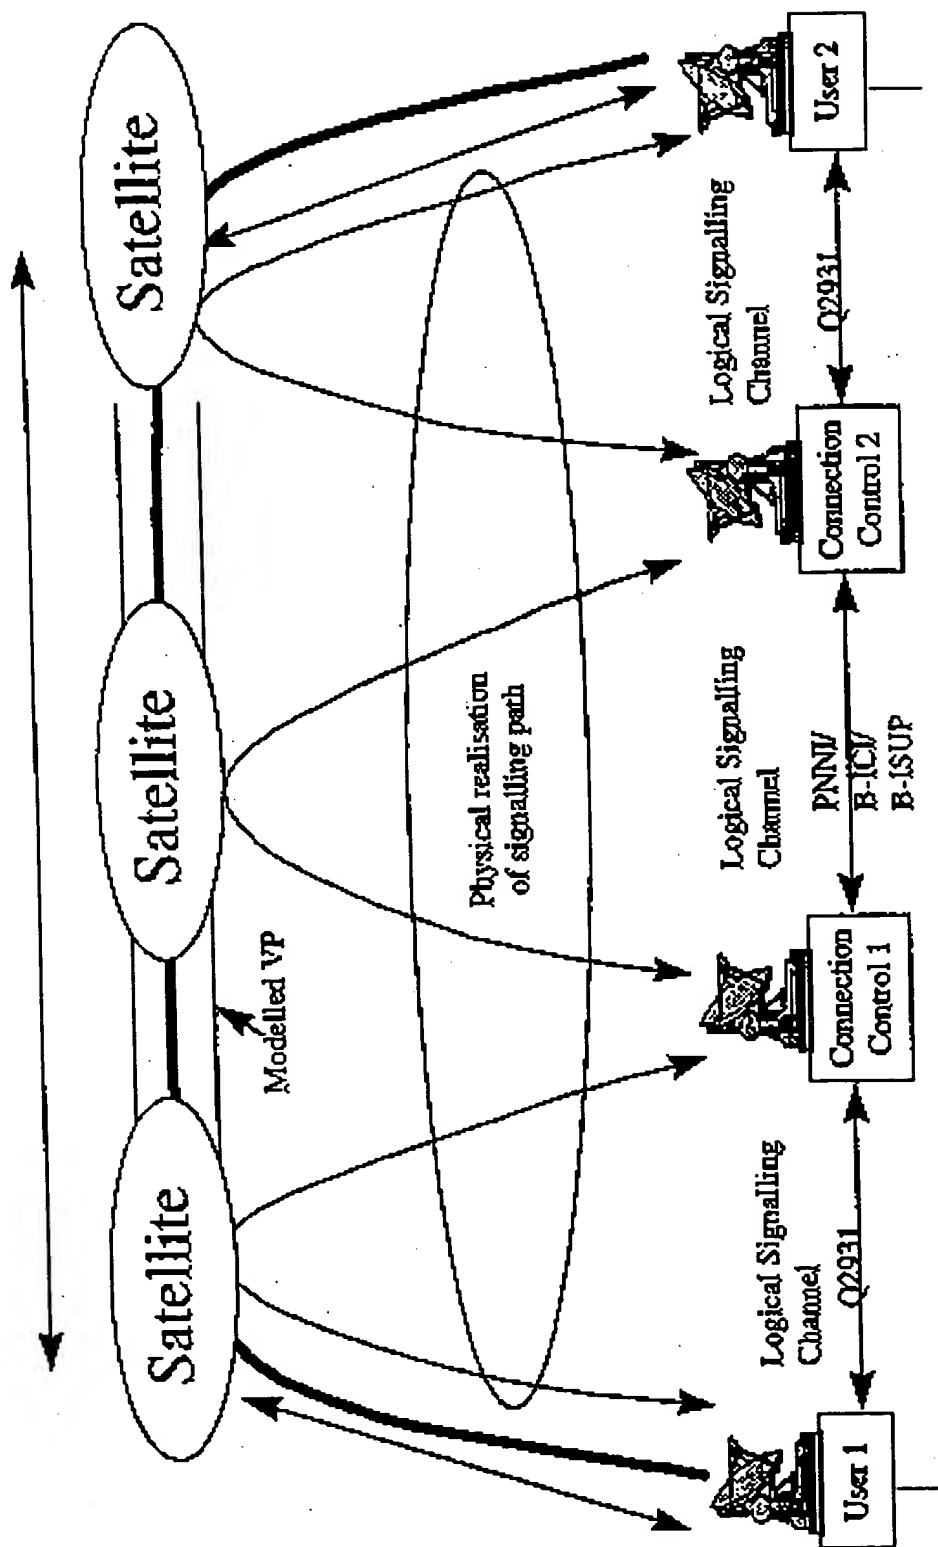 Satellite
Satellite
Satellite
Modelled VP
Physical realisation
of signalling path
Logical Signalling
Channel
Q2931
Logical Signalling
Channel
PNNI/
B-ICI/
B-ISUP
Logical Signalling
Channel
Q2931
User 1
Connection
Control 1
Connection
Control 2
User 2